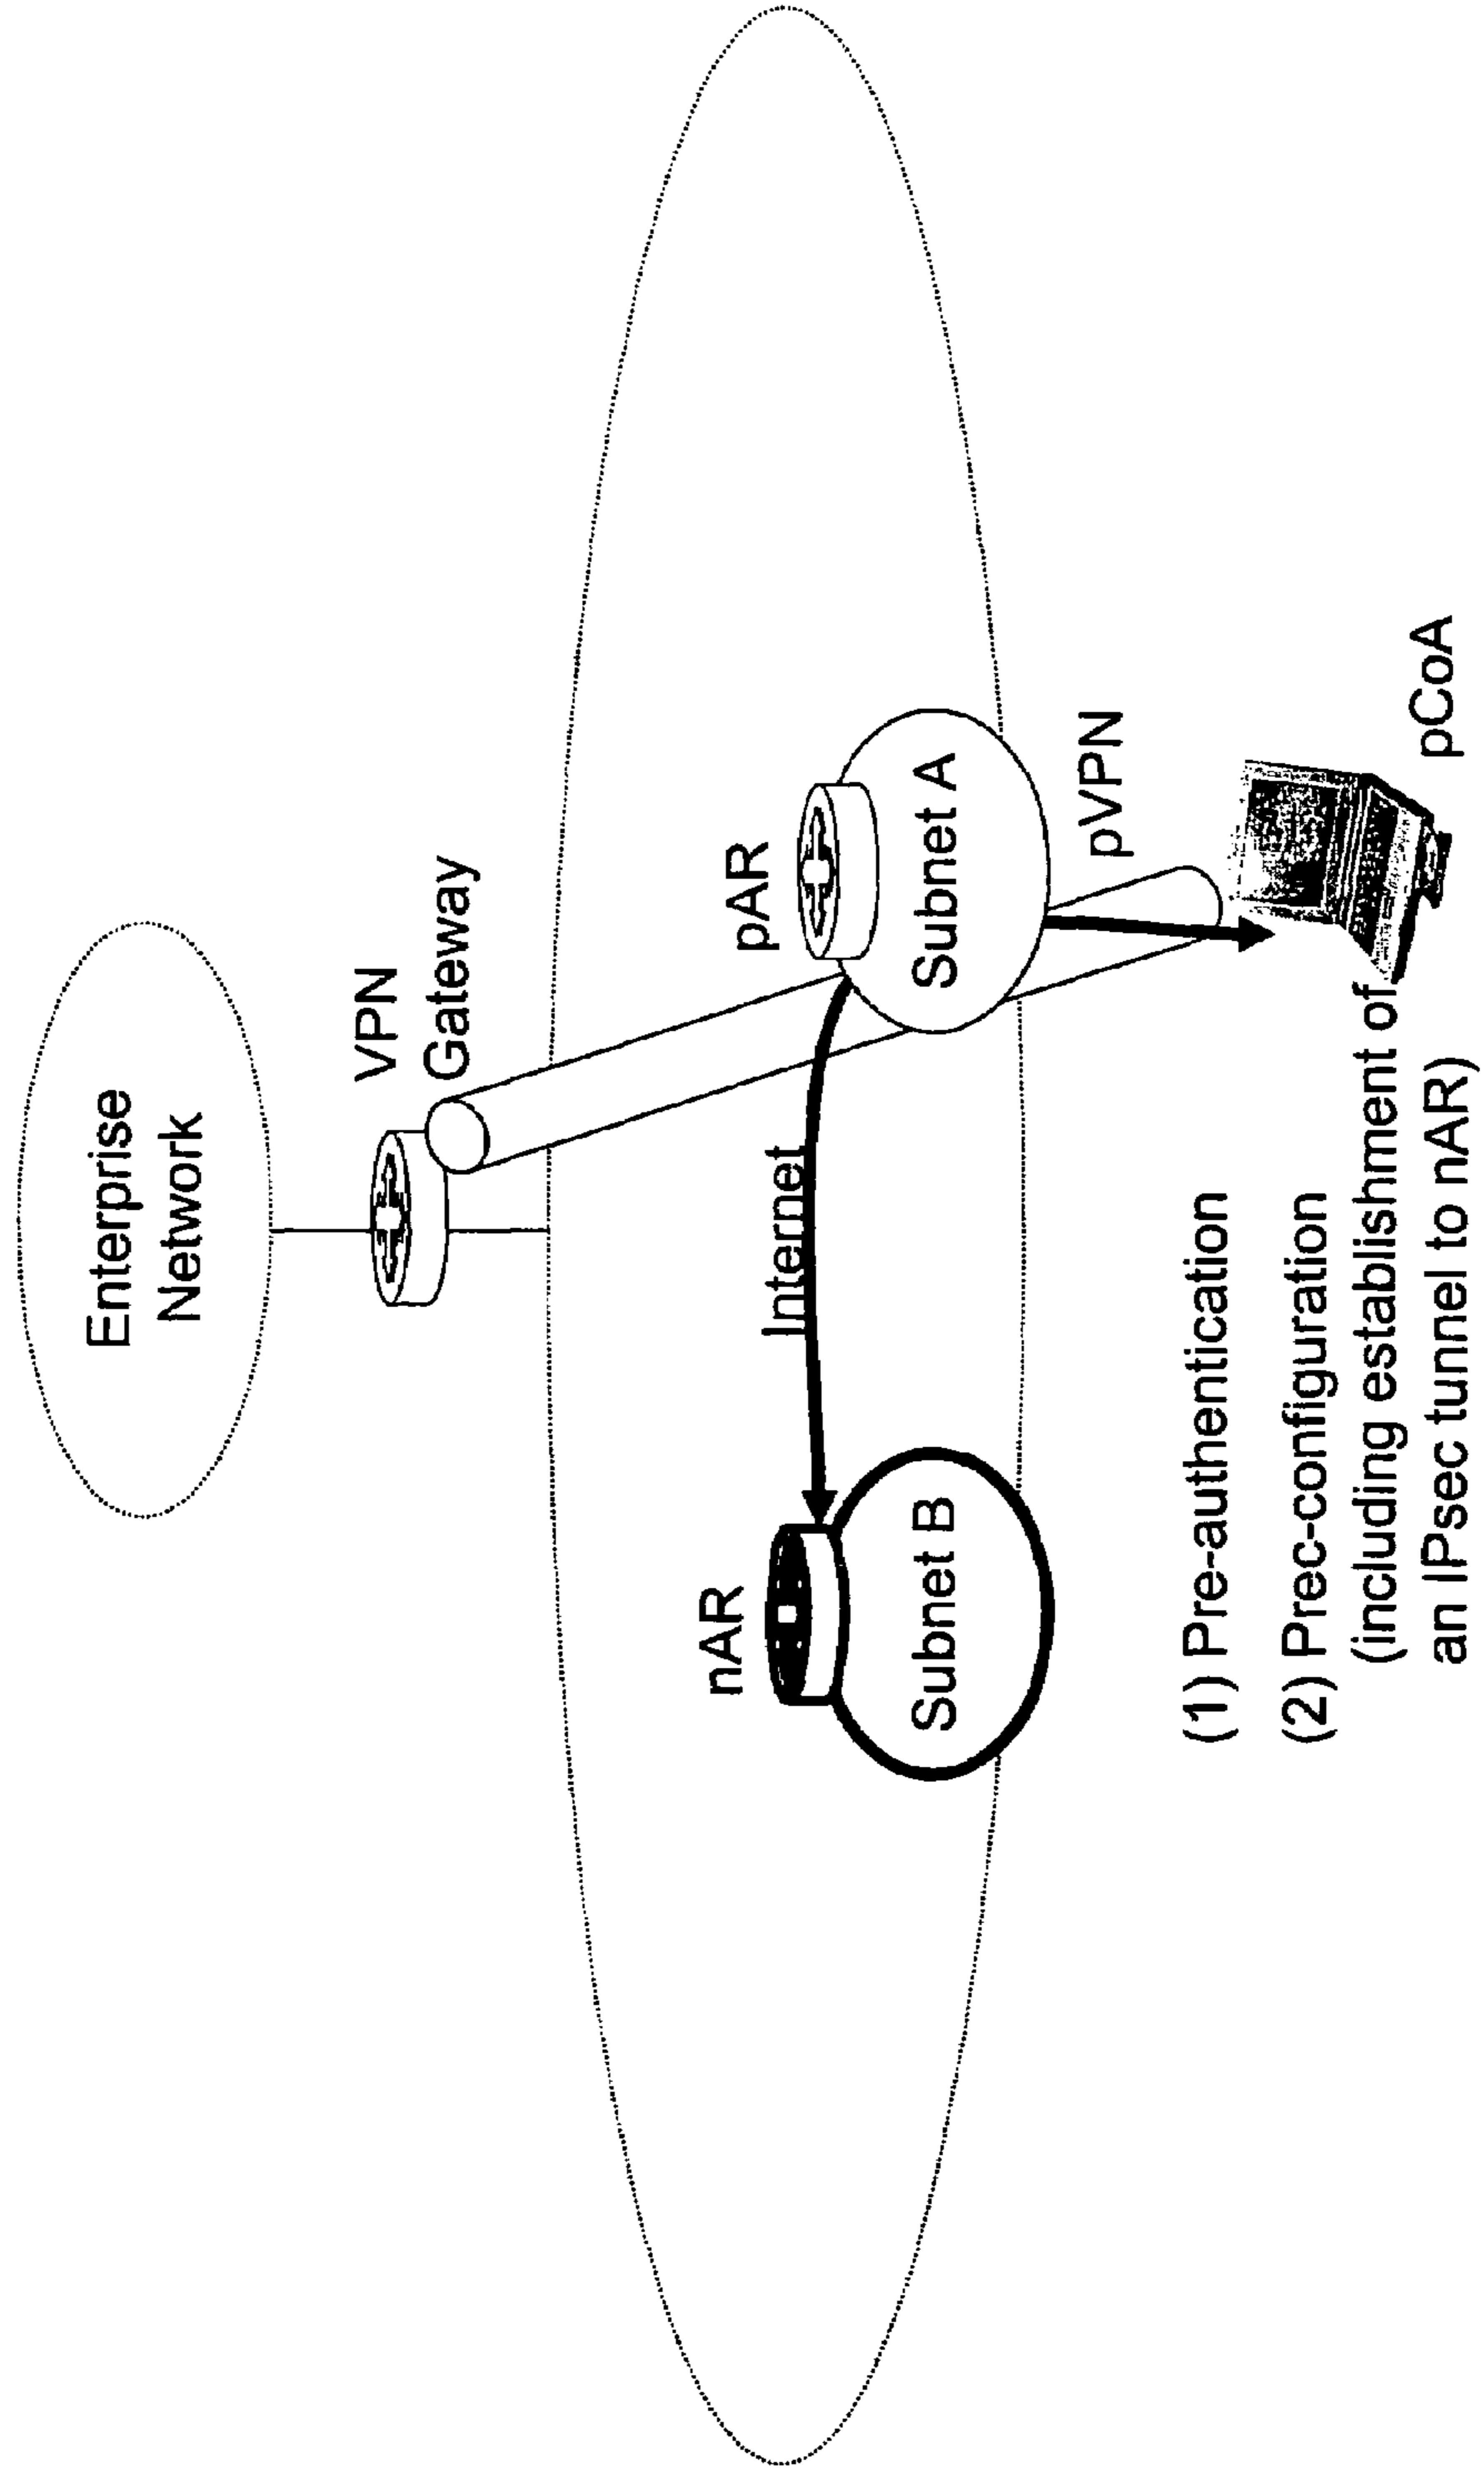 Enterprise
Network
VPN
Gateway
Internet
nAR
pAR
Subnet B
Subnet A
pVPN
pCoA
(1) Pre-authentication
(2) Prec-configuration
(including establishment of
an IPsec tunnel to nAR)